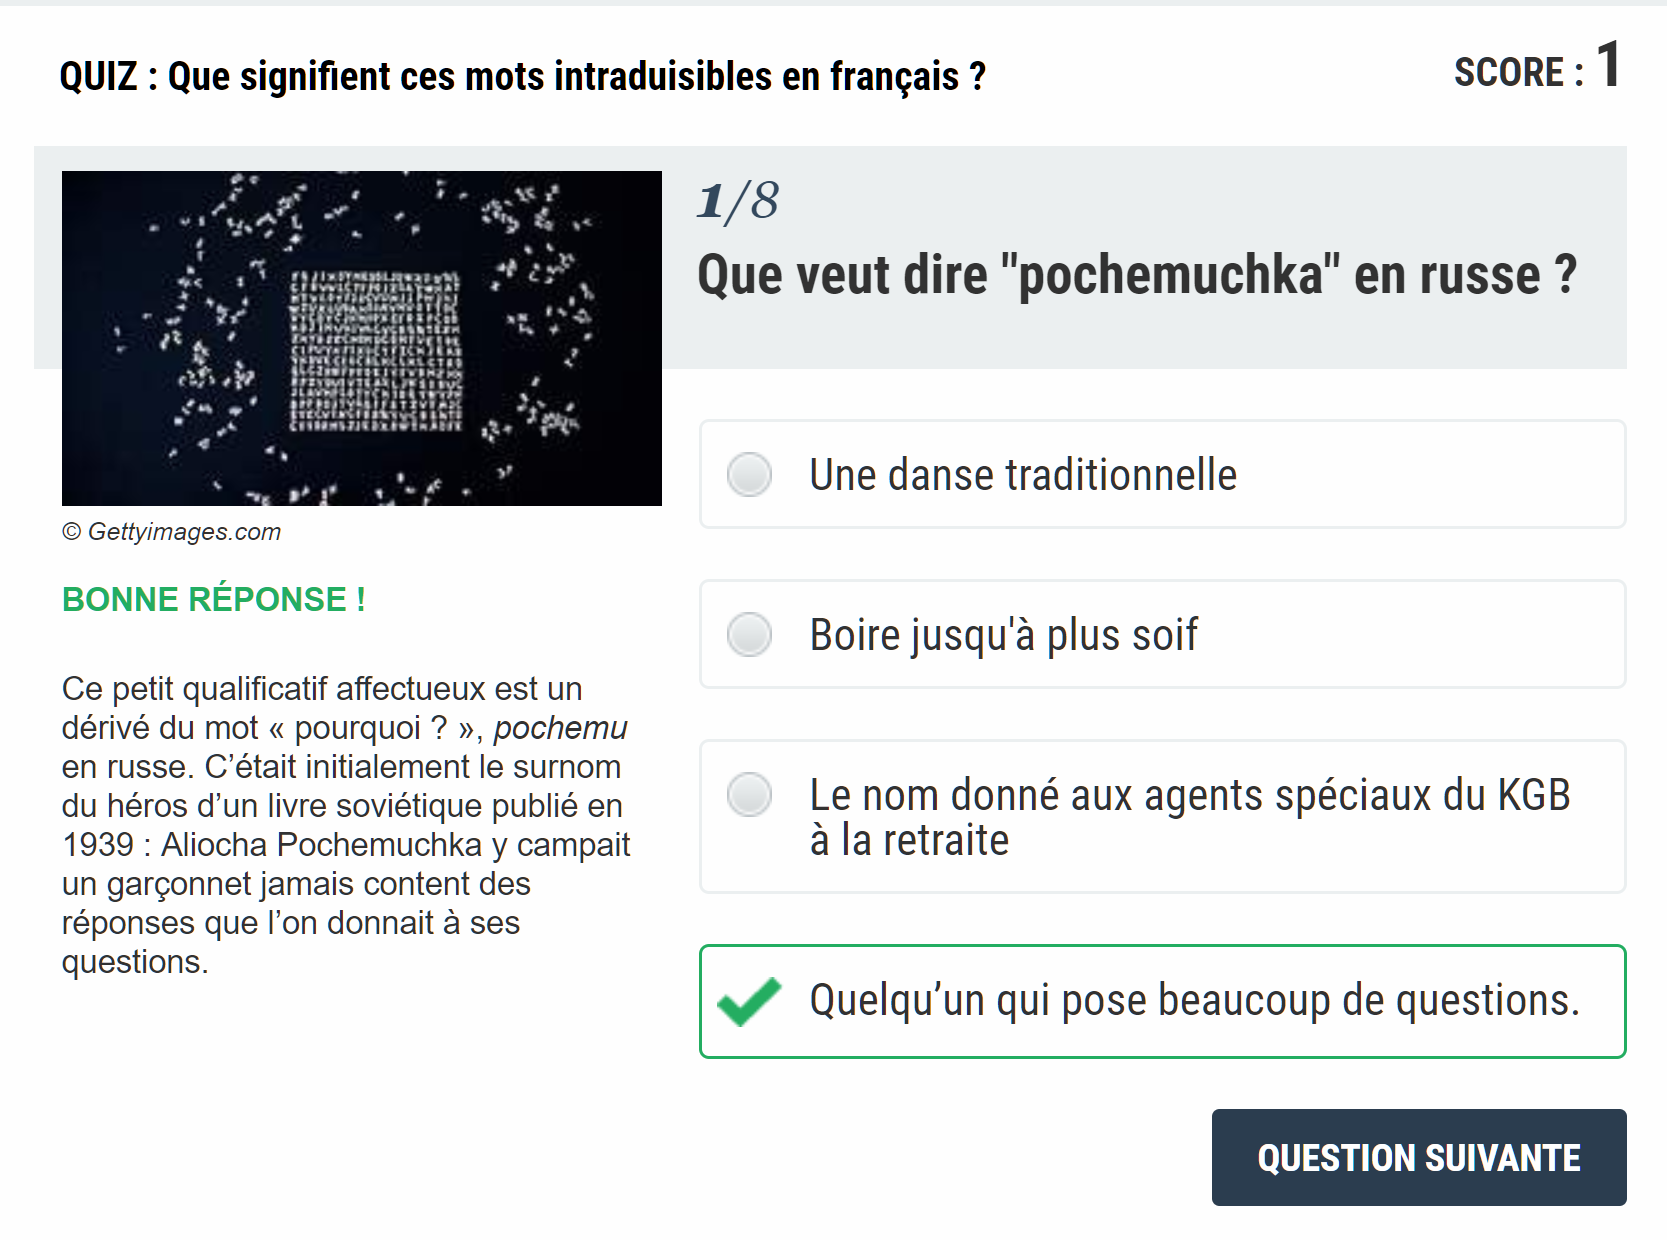 QUIZ : Que signifient ces mots intraduisibles en français ?
SCORE : 1
1/8
Que veut dire "pochemuchka" en russe ?
© Gettyimages.com
BONNE RÉPONSE !
Ce petit qualificatif affectueux est un
dérivé du mot « pourquoi ? », pochemu
en russe. C’était initialement le surnom
du héros d’un livre soviétique publié en
1939 : Aliocha Pochemuchka y campait
un garçonnet jamais content des
réponses que l’on donnait à ses
questions.
Une danse traditionnelle
Boire jusqu'à plus soif
Le nom donné aux agents spéciaux du KGB
à la retraite
Quelqu’un qui pose beaucoup de questions.
QUESTION SUIVANTE